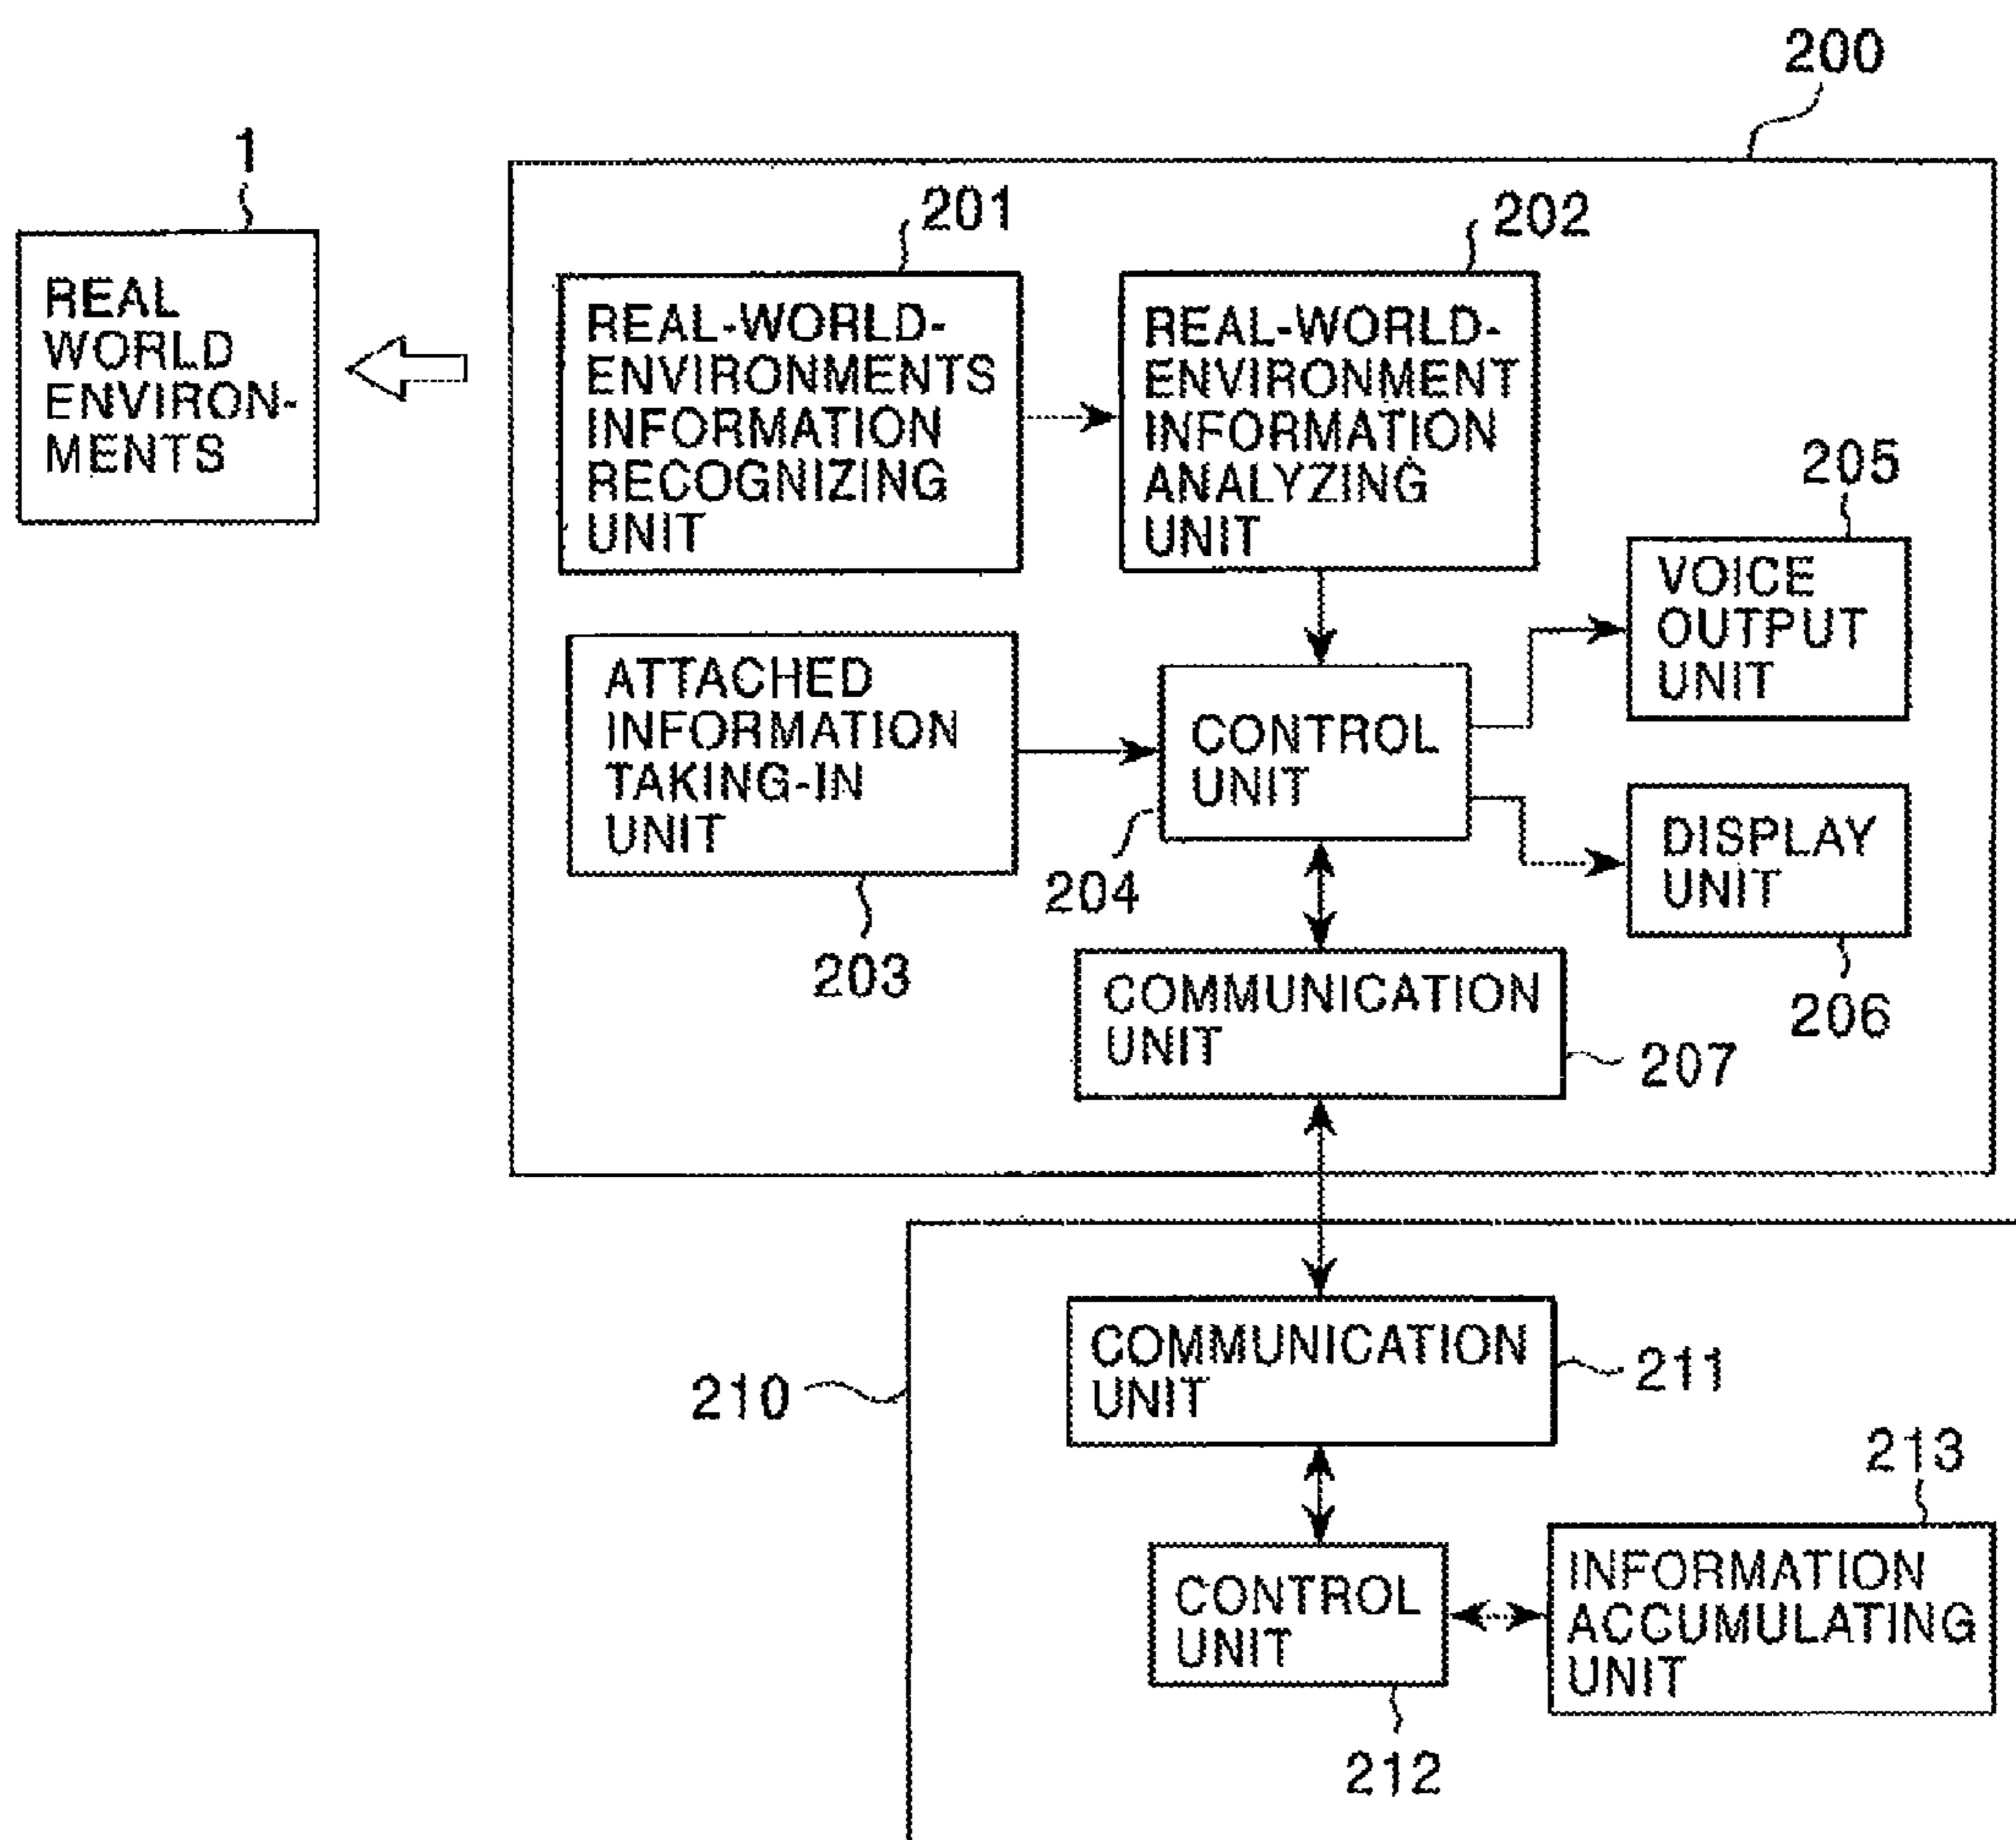 200
1
REAL
WORLD
ENVIRON-
MENTS
201
REAL-WORLD-
ENVIRONMENTS
INFORMATION
RECOGNIZING
UNIT
202
REAL-WORLD-
ENVIRONMENT
INFORMATION
ANALYZING
UNIT
205
VOICE
OUTPUT
UNIT
ATTACHED
INFORMATION
TAKING-IN
UNIT
203
CONTROL
UNIT
204
DISPLAY
UNIT
206
COMMUNICATION
UNIT
207
210
COMMUNICATION
UNIT
211
213
CONTROL
UNIT
212
INFORMATION
ACCUMULATING
UNIT